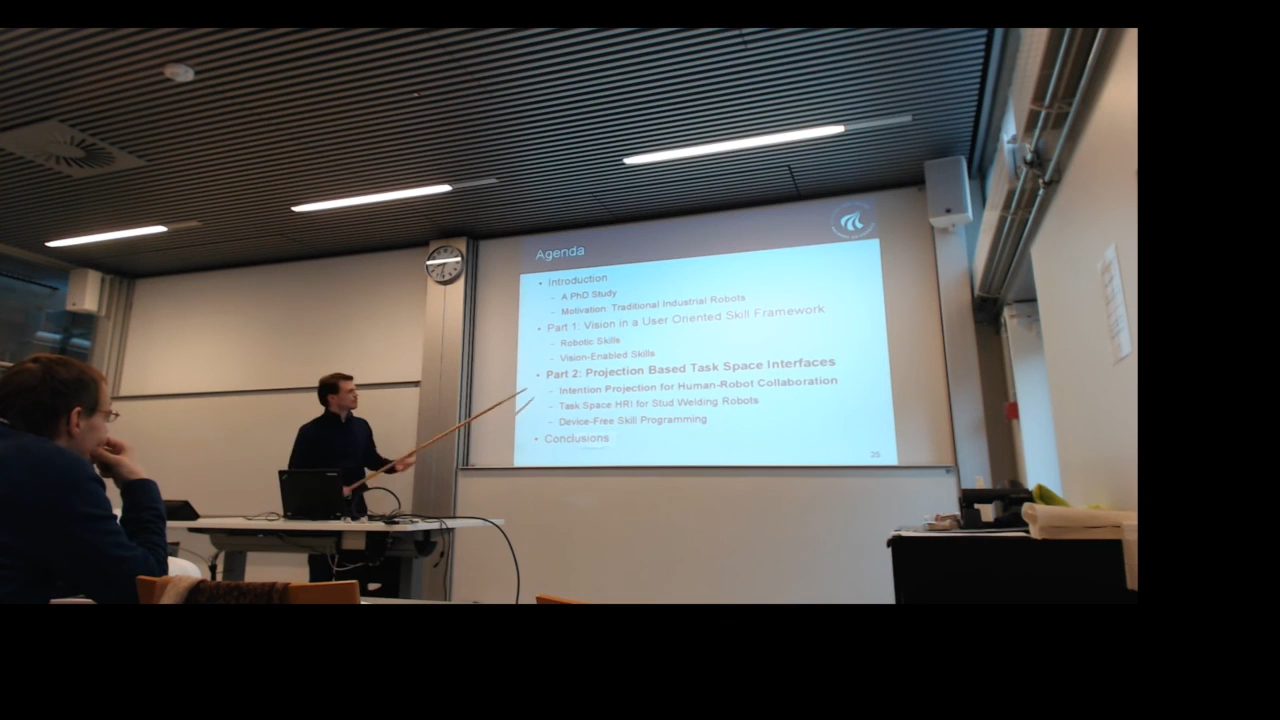 Agenda
• Introduction
– A PhD Study
– Motivation: Traditional Industrial Robots
• Part 1: Vision in a User Oriented Skill Framework
– Robotic Skills
– Vision-Enabled Skills
• Part 2: Projection Based Task Space Interfaces
– Intention Projection for Human-Robot Collaboration
– Task Space HRI for Stud Welding Robots
– Device-Free Skill Programming
• Conclusions
25